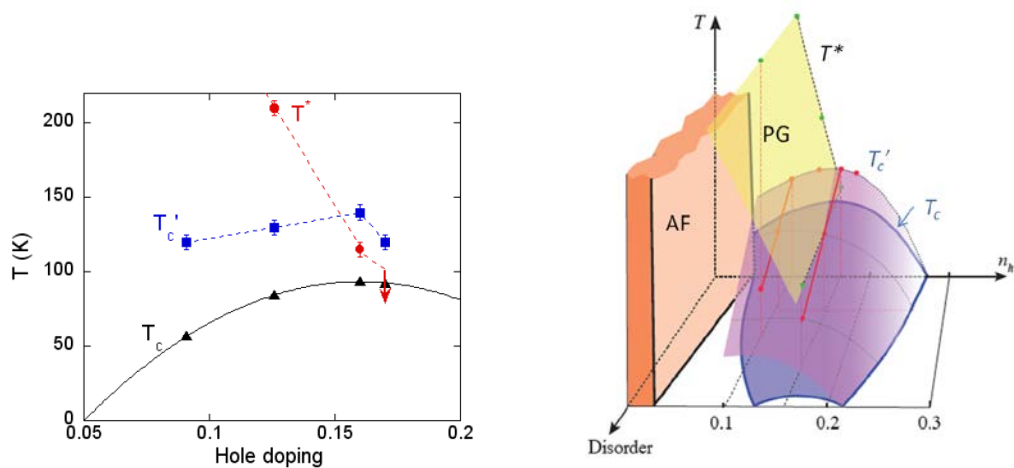 T (K)
200
150
100
50
0
0.05
0.1
0.15
0.2
Hole doping
T*
Tc'
Tc
T
T*
PG
AF
Tc'
Tc
nh
0.1
0.2
0.3
Disorder